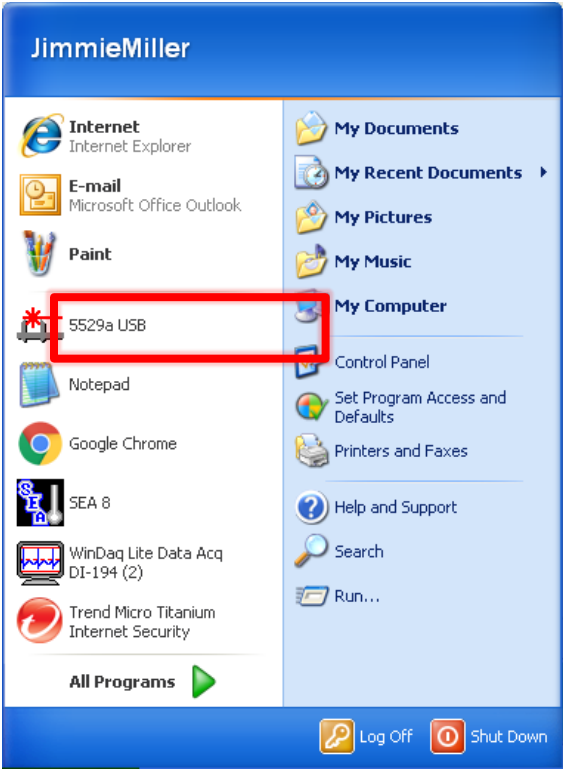 JimmieMiller
Internet
Internet Explorer
E-mail
Microsoft Office Outlook
Paint
5529a USB
Notepad
Google Chrome
SEA
SEA 8
WinDaq Lite Data Acq
DI-194 (2)
Trend Micro Titanium
Internet Security
All Programs
My Documents
My Recent Documents
My Pictures
My Music
My Computer
Control Panel
Set Program Access and
Defaults
Printers and Faxes
Help and Support
Search
Run...
Log Off
Shut Down